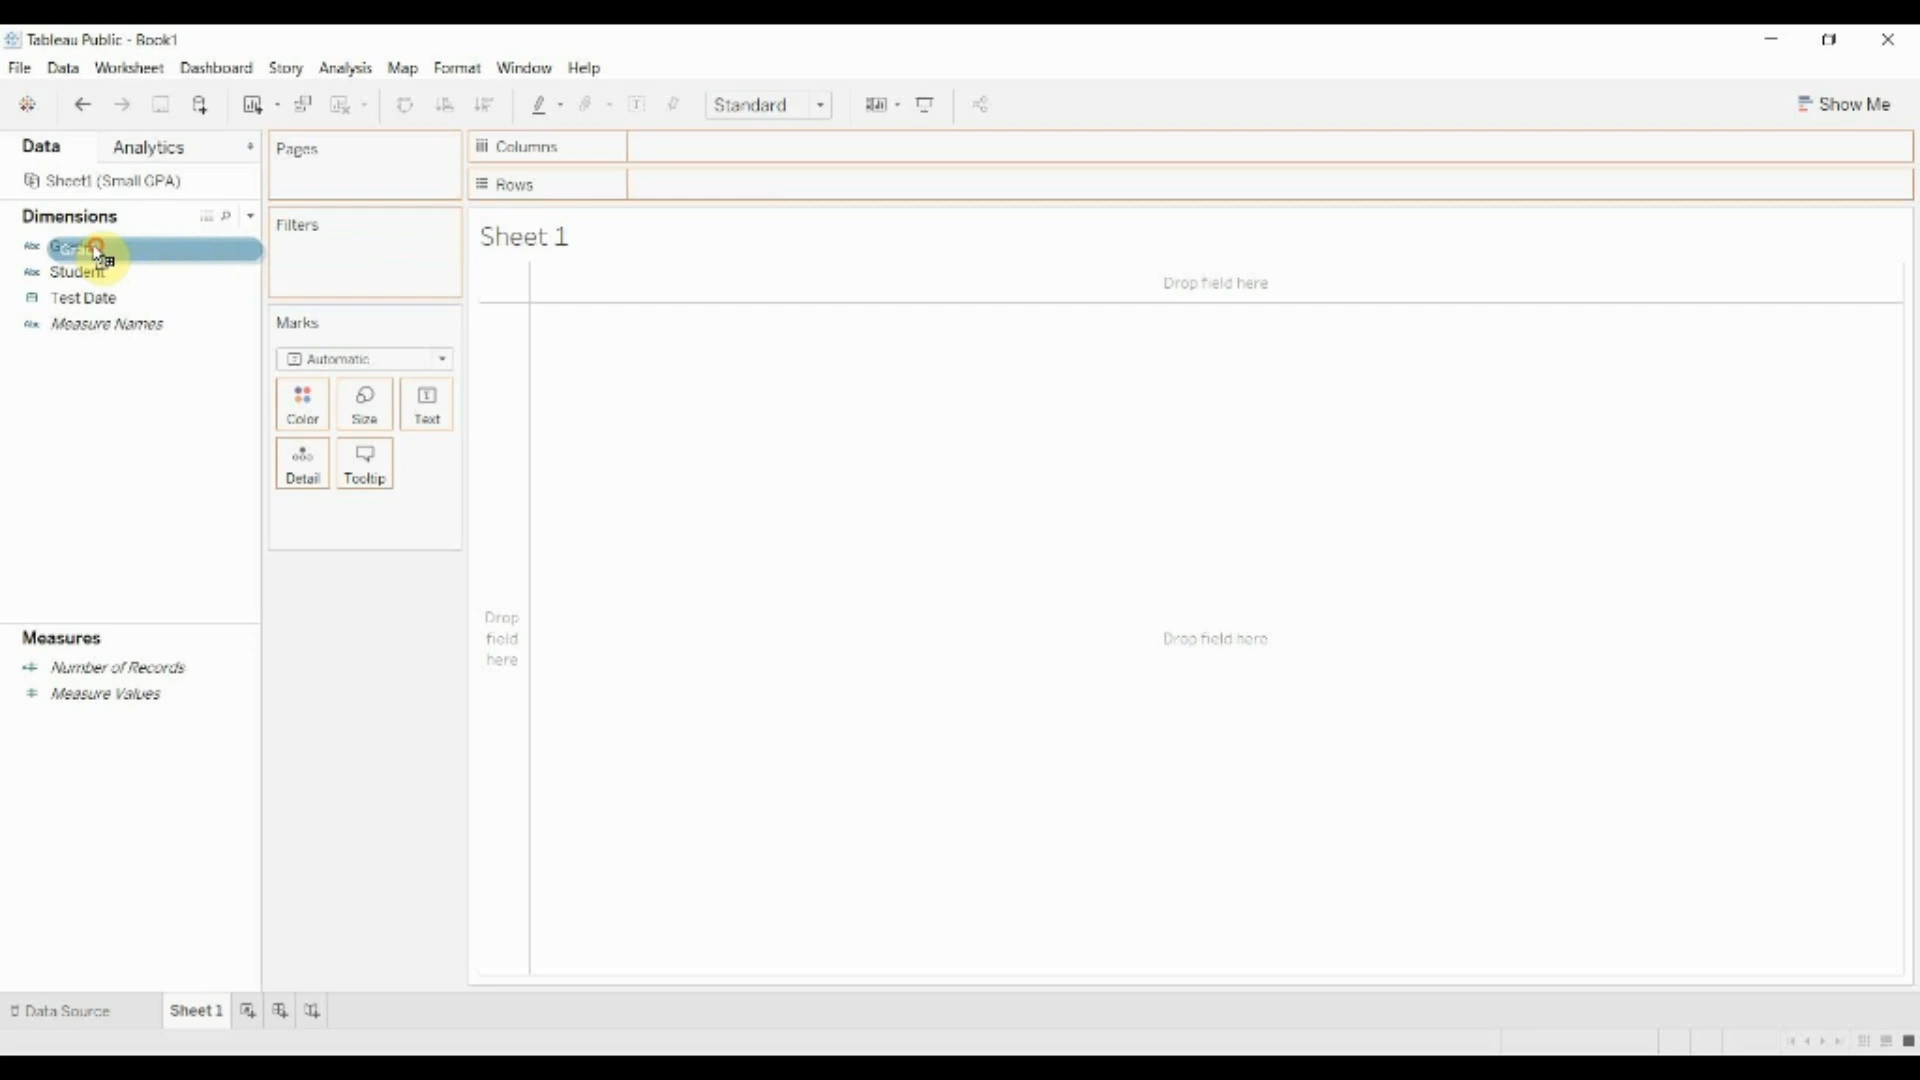 Tableau Public - Book1
File Data Worksheet Dashboard Story Analysis Map Format Window Help
Standard
Show Me
Data Analytics
Pages
Columns
Sheet1 (Small GPA)
Rows
Dimensions
Filters
Sheet 1
Abc
Abc Student
Drop field here
Test Date
Abc Measure Names
Marks
Automatic
Color Size Text
Detail Tooltip
Drop field here
Drop field here
Measures
Number of Records
Measure Values
Data Source Sheet 1